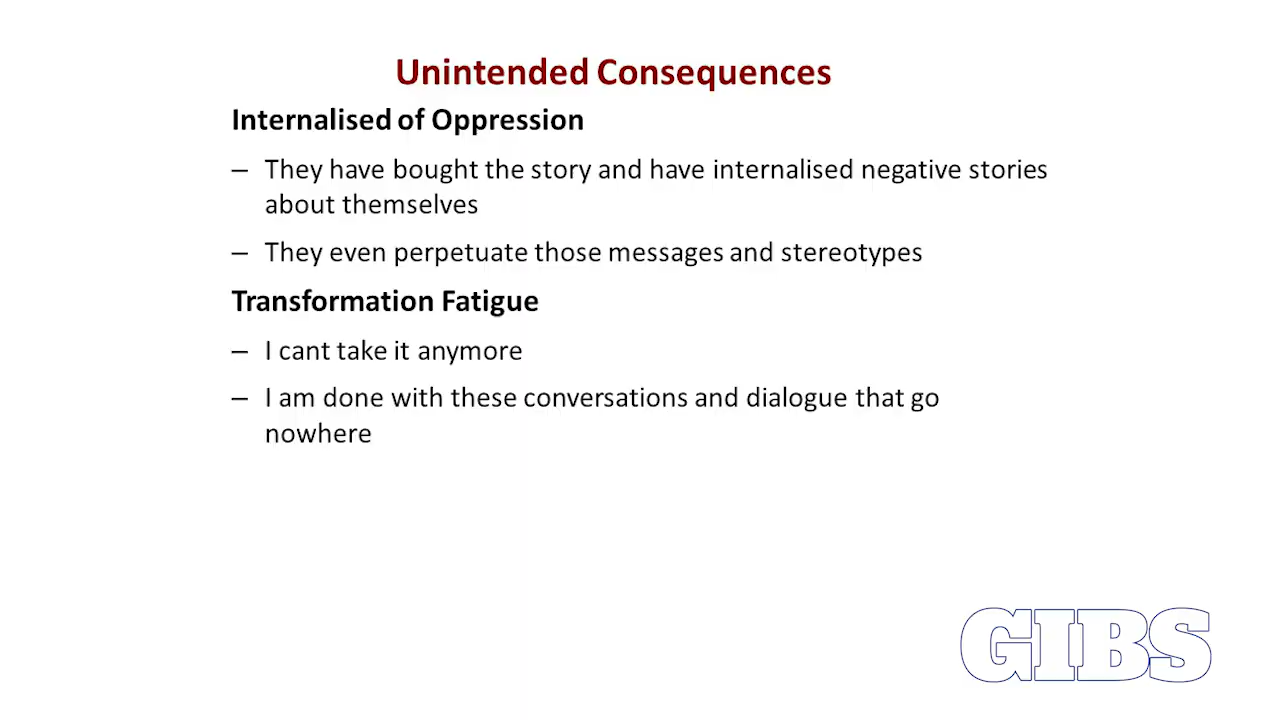 Unintended Consequences
Internalised of Oppression
– They have bought the story and have internalised negative stories
about themselves
– They even perpetuate those messages and stereotypes
Transformation Fatigue
– I cant take it anymore
– I am done with these conversations and dialogue that go
nowhere
GIBS